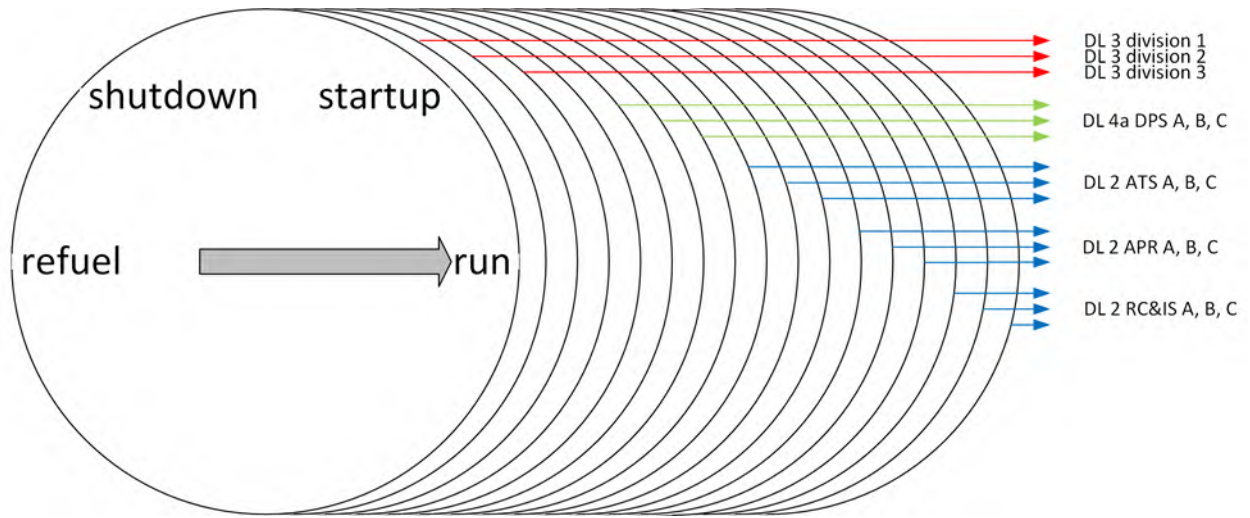 shutdown startup
refuel run
DL 3 division 1
DL 3 division 2
DL 3 division 3
DL 4a DPS A, B, C
DL 2 ATS A, B, C
DL 2 APR A, B, C
DL 2 RC&IS A, B, C